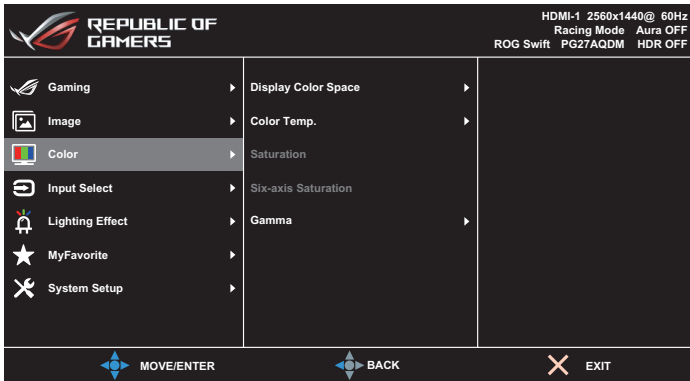 REPUBLIC OF
GAMERS
HDMI-1 2560x1440@ 60Hz
Racing Mode Aura OFF
ROG Swift PG27AQDM HDR OFF
Gaming
Image
Color
Input Select
Lighting Effect
MyFavorite
System Setup
Display Color Space
Color Temp.
Saturation
Six-axis Saturation
Gamma
MOVE/ENTER
BACK
EXIT